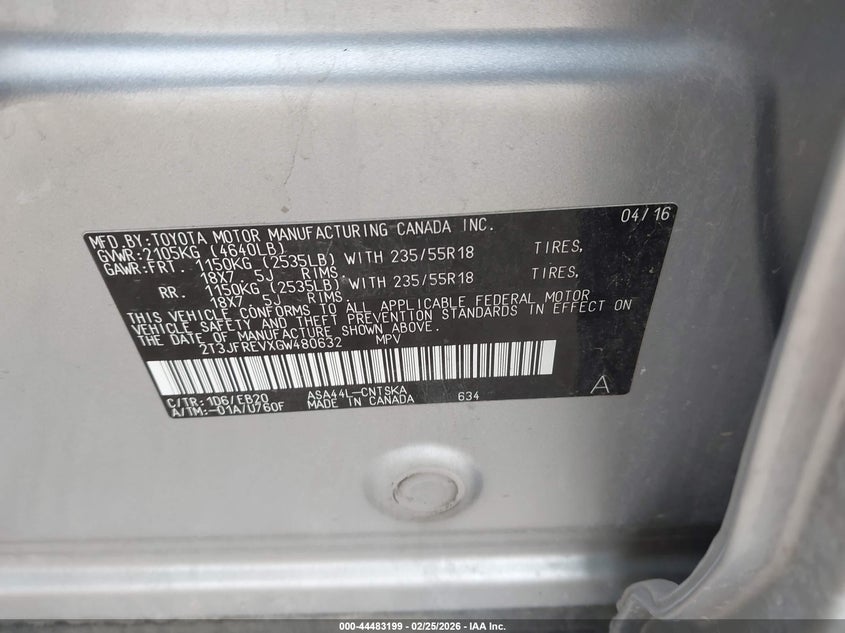 MFD. BY: TOYOTA MOTOR MANUFACTURING CANADA INC. 04/16
GVWR: 2105KG (4640LB)
GAWR: FRT. 1150KG (2535LB) WITH 235/55R18 TIRES,
18X7 5J RIMS.
RR. 1150KG (2535LB) WITH 235/55R18 TIRES,
18X7 5J RIMS.
THIS VEHICLE CONFORMS TO ALL APPLICABLE FEDERAL MOTOR
VEHICLE SAFETY AND THEFT PREVENTION STANDARDS IN EFFECT ON
THE DATE OF MANUFACTURE SHOWN ABOVE.
2T3JFREVXGW480632 MPV
C/TR: 1D6/EB20 ASA44L-CNTSKA 634 A
A/TM: -01A/U760F MADE IN CANADA
000-44483199 - 02/25/2026 - IAA Inc.